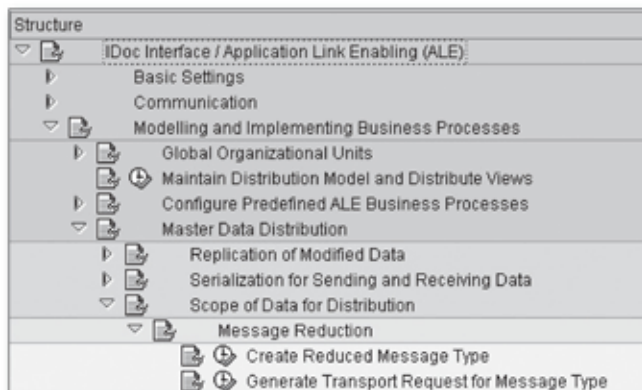 Structure
IDoc Interface / Application Link Enabling (ALE)
Basic Settings
Communication
Modelling and Implementing Business Processes
Global Organizational Units
Maintain Distribution Model and Distribute Views
Configure Predefined ALE Business Processes
Master Data Distribution
Replication of Modified Data
Serialization for Sending and Receiving Data
Scope of Data for Distribution
Message Reduction
Create Reduced Message Type
Generate Transport Request for Message Type